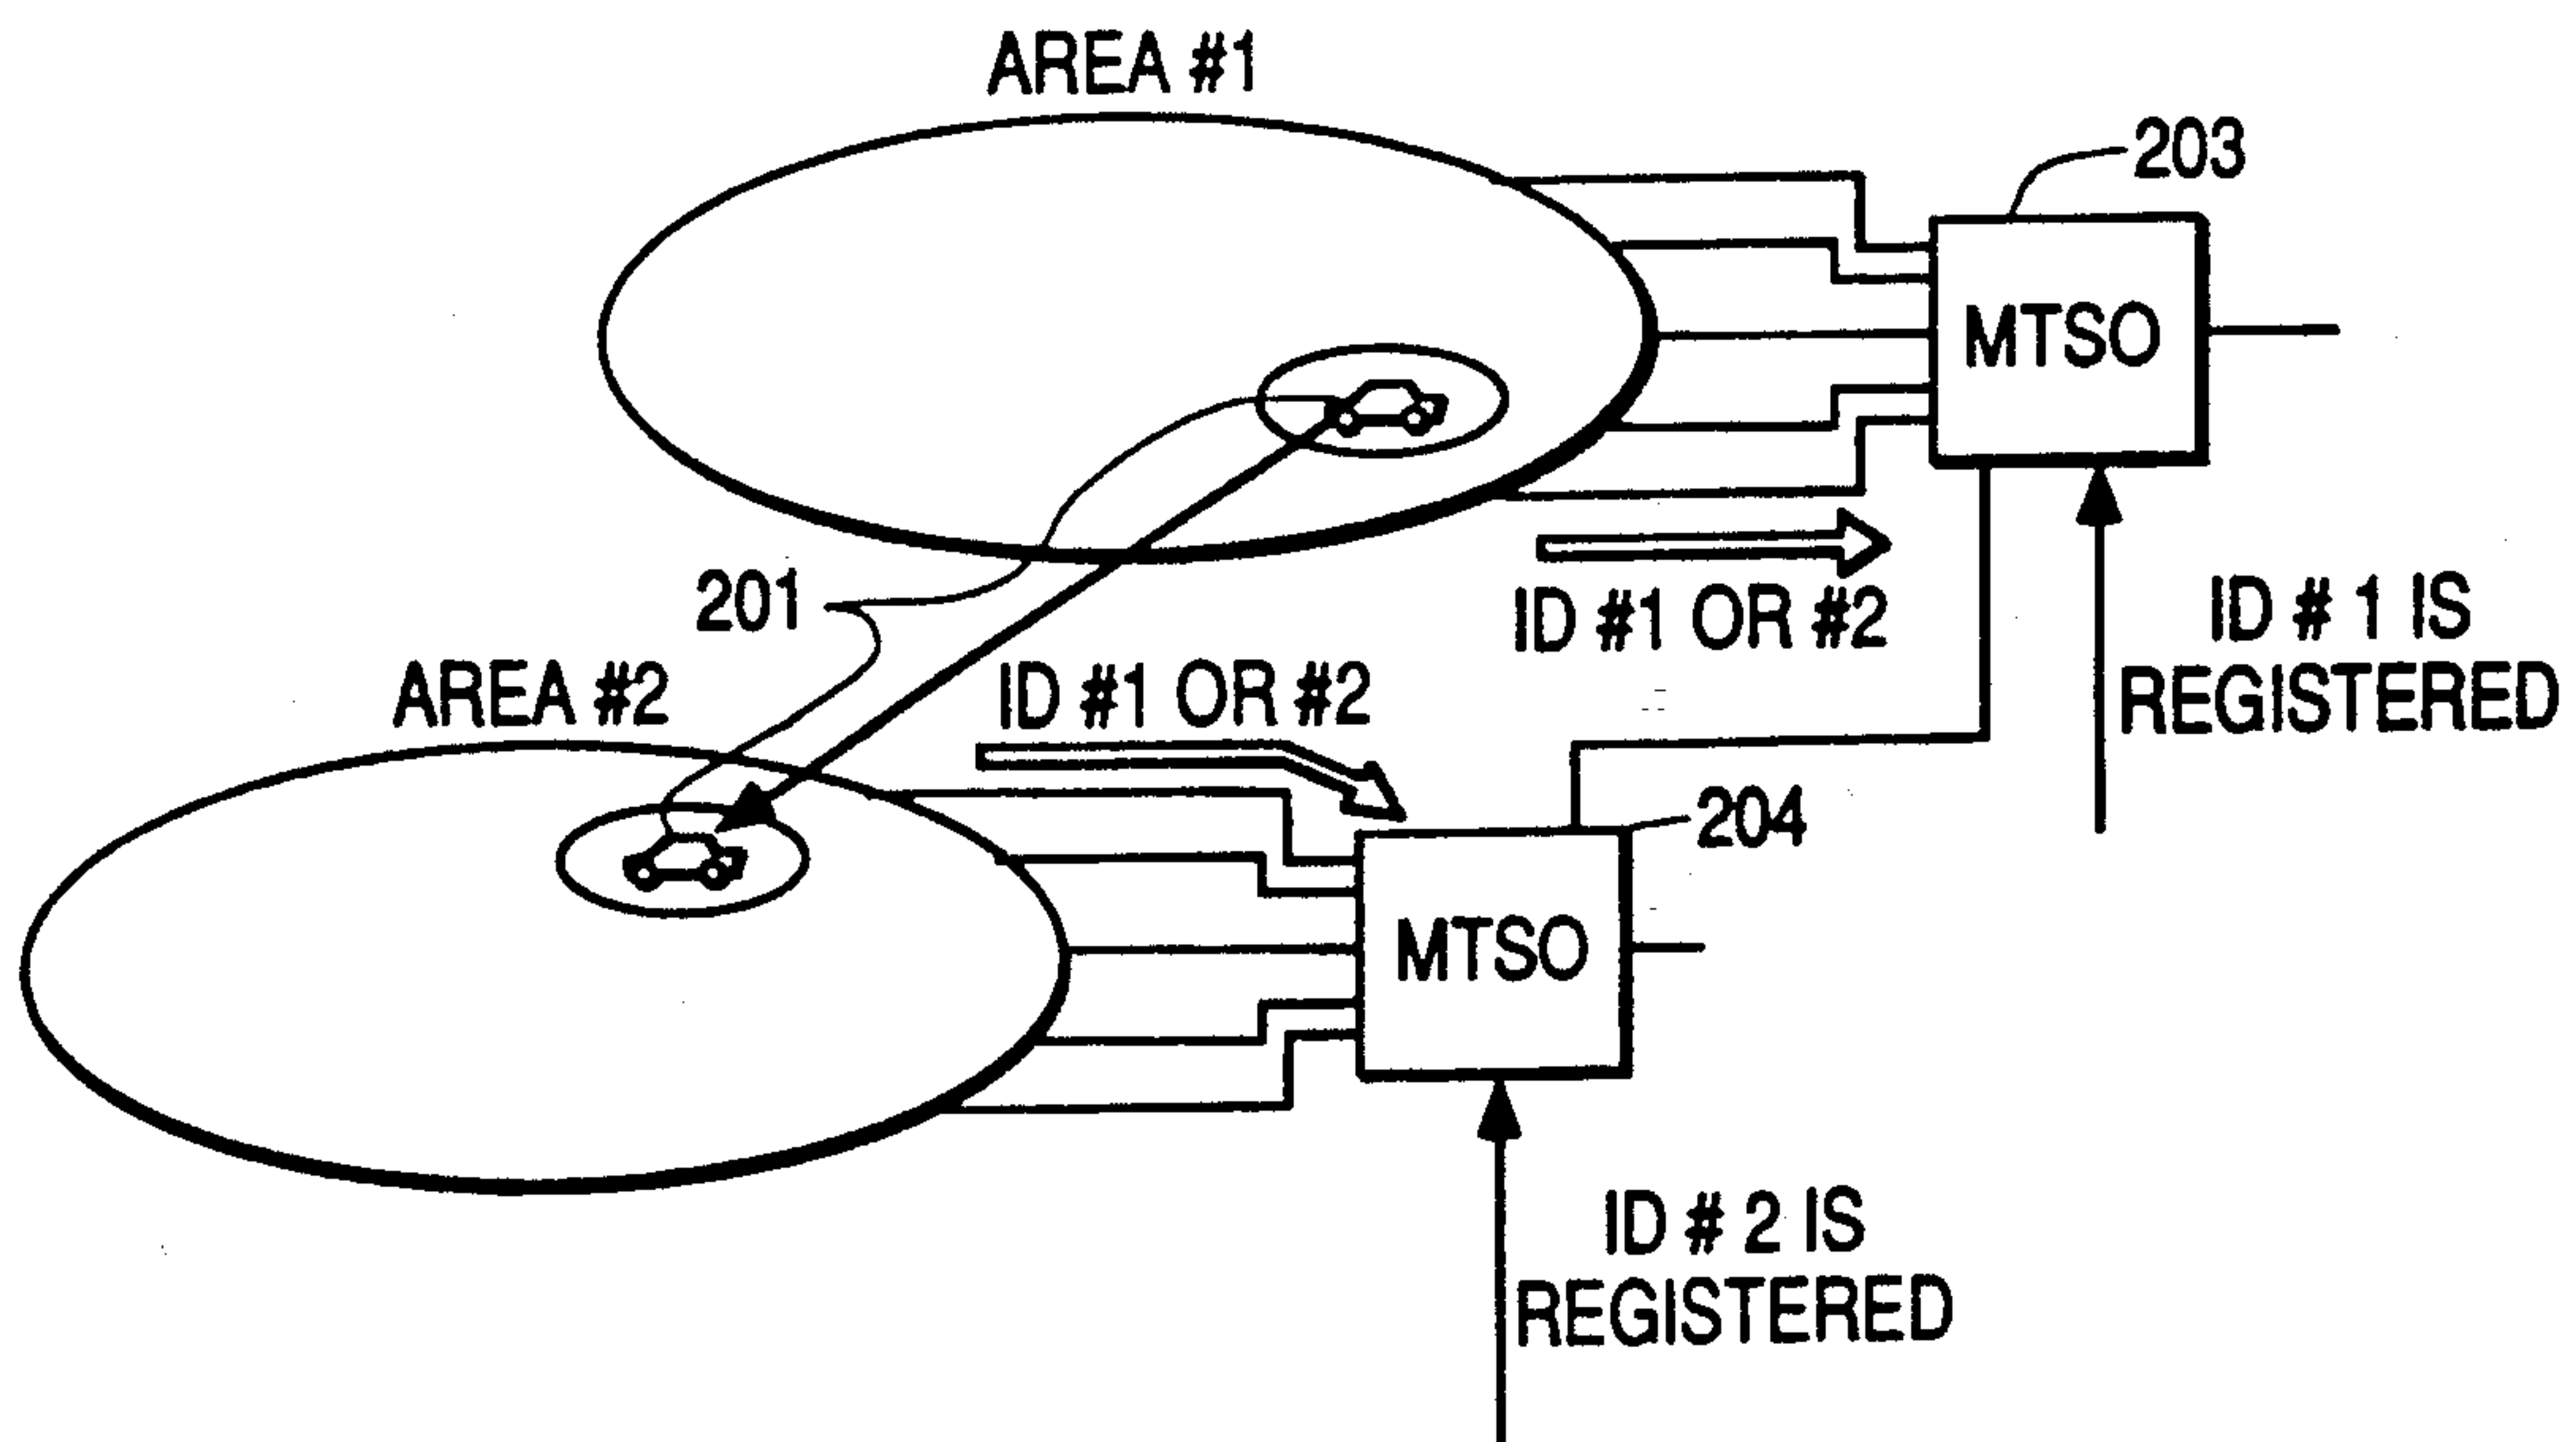 AREA #1
203
MTSO
201
ID #1 OR #2
ID # 1 IS
REGISTERED
AREA #2
ID #1 OR #2
204
MTSO
ID # 2 IS
REGISTERED